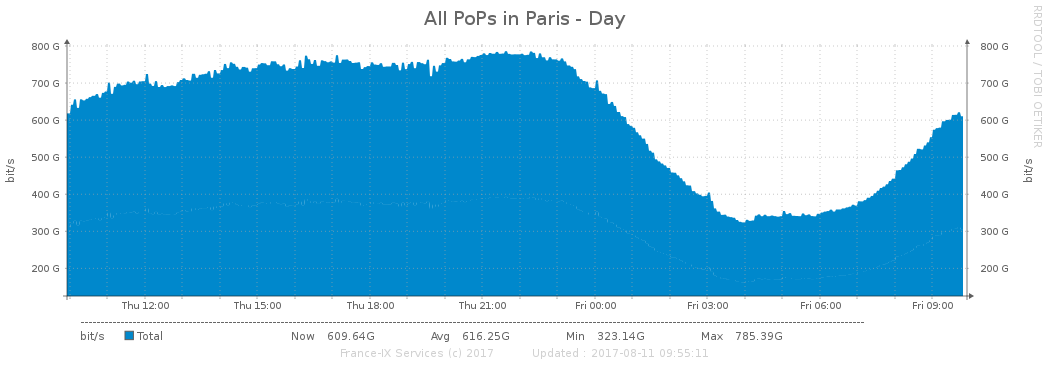 All PoPs in Paris - Day
RRDTOOL / TOBI OETIKER
800 G 800 G
700 G 700 G
600 G 600 G
500 G 500 G
400 G 400 G
300 G 300 G
200 G 200 G
bit/s bit/s
Thu 12:00 Thu 15:00 Thu 18:00 Thu 21:00 Fri 00:00 Fri 03:00 Fri 06:00 Fri 09:00
bit/s Total Now 609.64G Avg 616.25G Min 323.14G Max 785.39G
France-IX Services (c) 2017 Updated : 2017-08-11 09:55:11